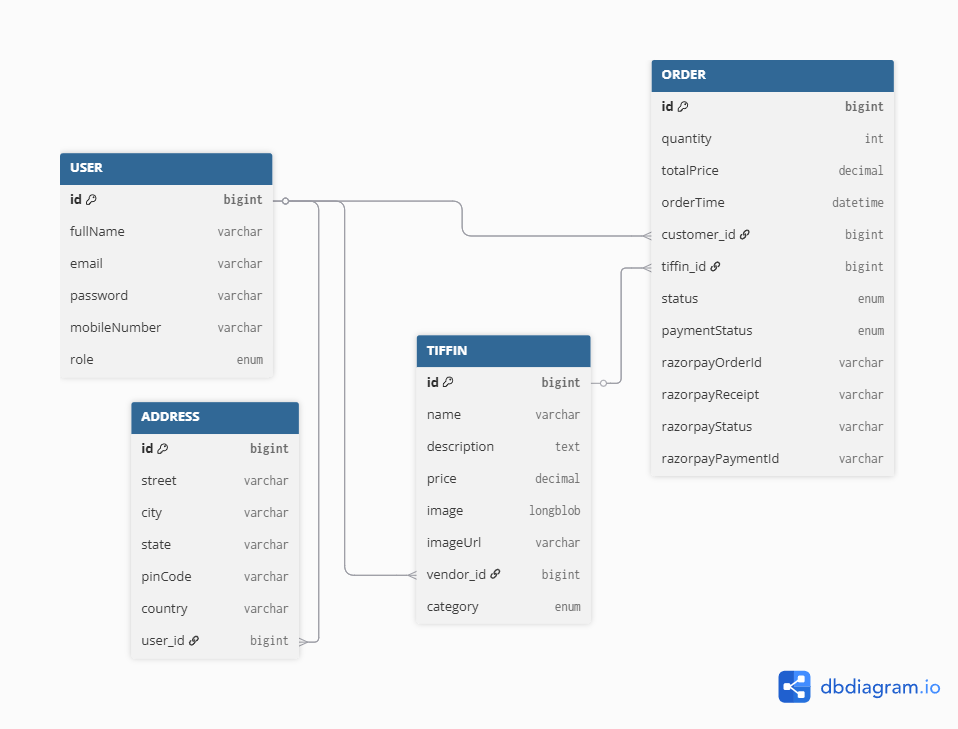 USER
id bigint
fullName varchar
email varchar
password varchar
mobileNumber varchar
role enum
ADDRESS
id bigint
street varchar
city varchar
state varchar
pinCode varchar
country varchar
user_id bigint
TIFFIN
id bigint
name varchar
description text
price decimal
image longblob
imageUrl varchar
vendor_id bigint
category enum
ORDER
id bigint
quantity int
totalPrice decimal
orderTime datetime
customer_id bigint
tiffin_id bigint
status enum
paymentStatus enum
razorpayOrderId varchar
razorpayReceipt varchar
razorpayStatus varchar
razorpayPaymentId varchar
dbdiagram.io